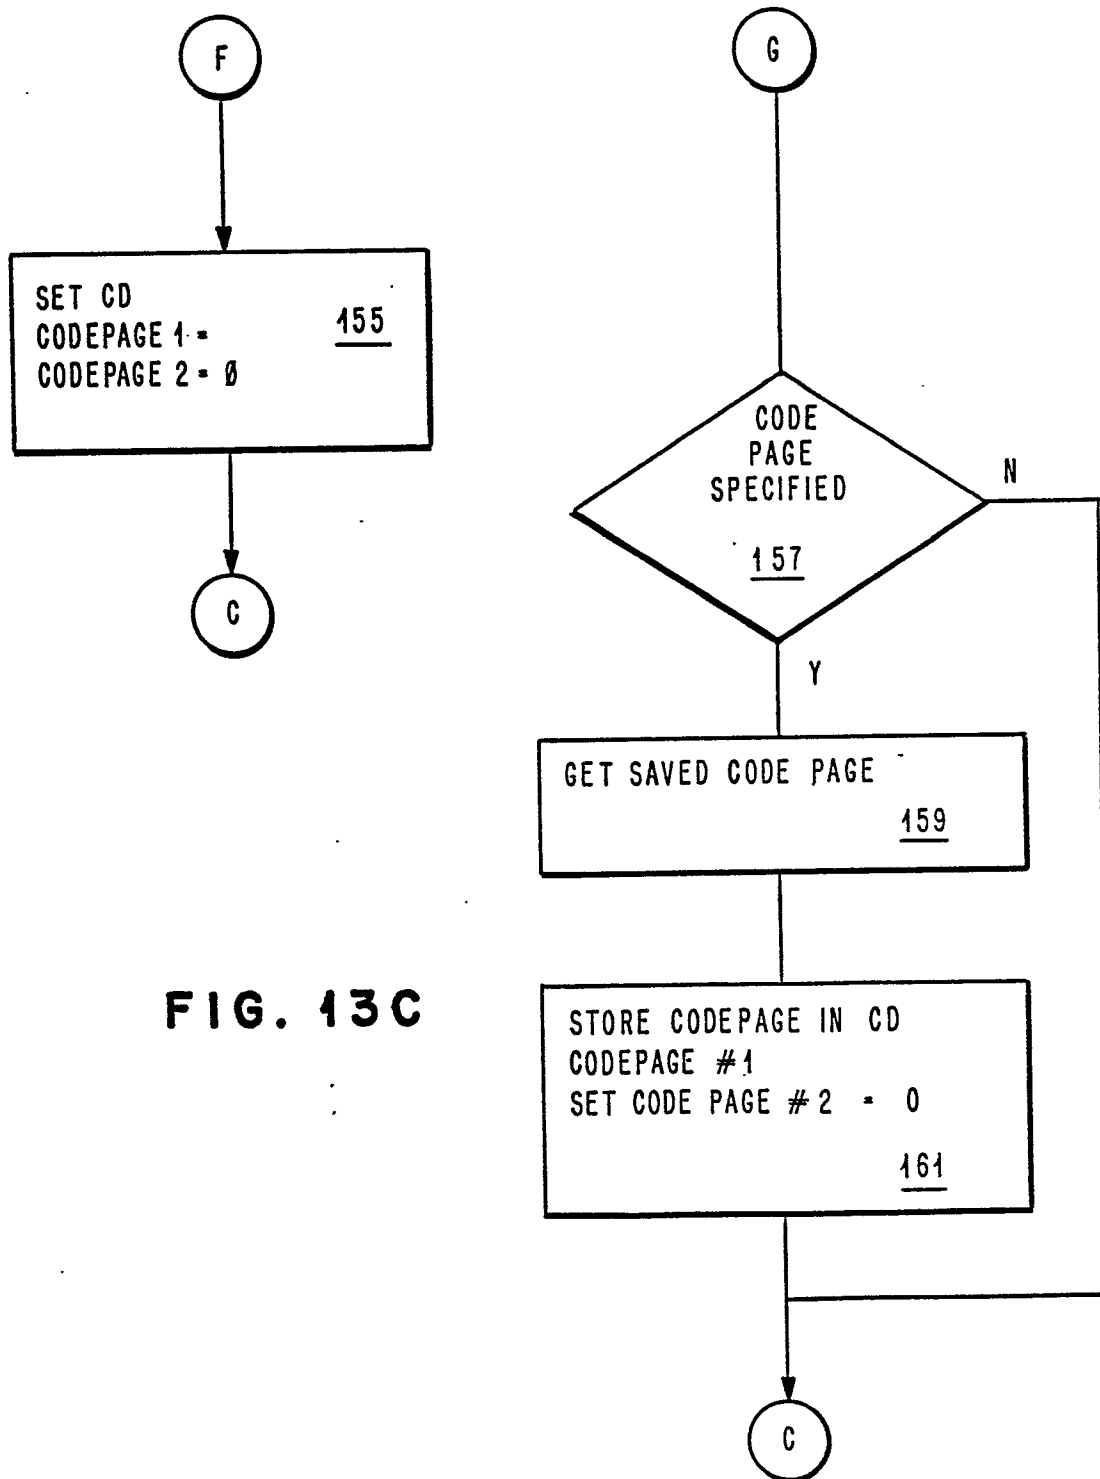 F
SET CD
CODEPAGE 1 =
CODEPAGE 2 = Ø
155
C
G
CODE
PAGE
SPECIFIED
157
N
Y
GET SAVED CODE PAGE
159
STORE CODEPAGE IN CD
CODEPAGE #1
SET CODE PAGE #2 = 0
161
C
FIG. 13C